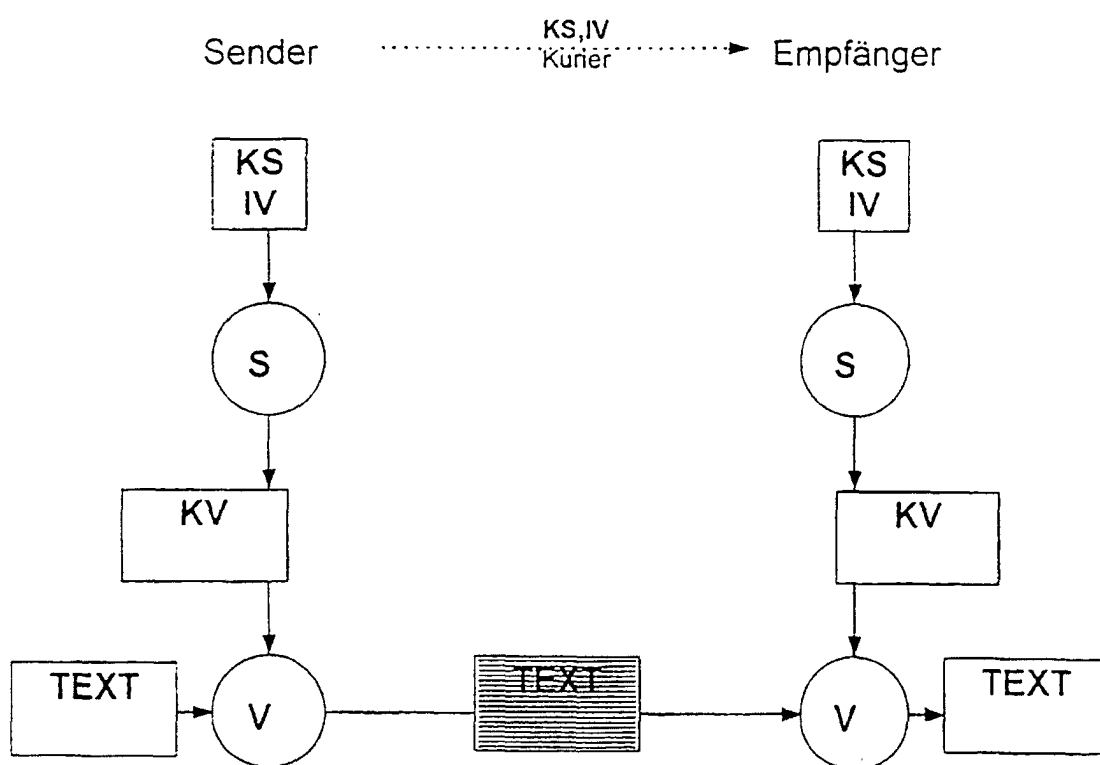 Sender
KS,IV
Kurier
Empfänger
KS
IV
KS
IV
S
S
KV
KV
TEXT
V
TEXT
V
TEXT